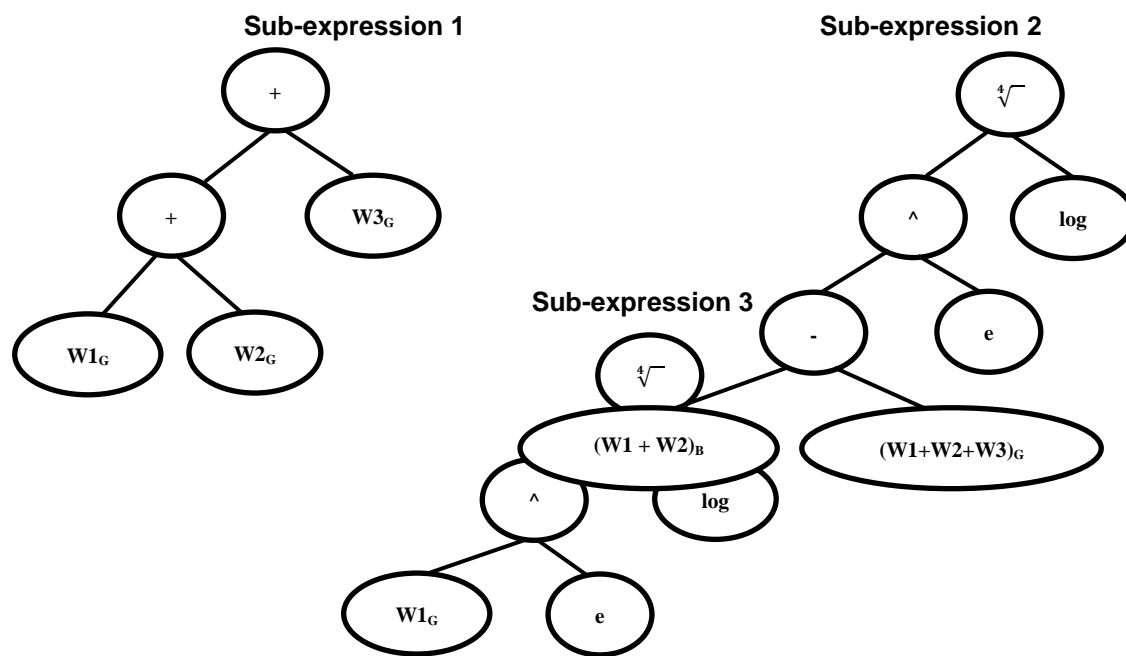 Sub-expression 1
+
+
W3G
W1G
W2G
Sub-expression 2
∜
^
log
-
e
(W1 + W2)B
(W1+W2+W3)G
Sub-expression 3
∜
^
log
W1G
e